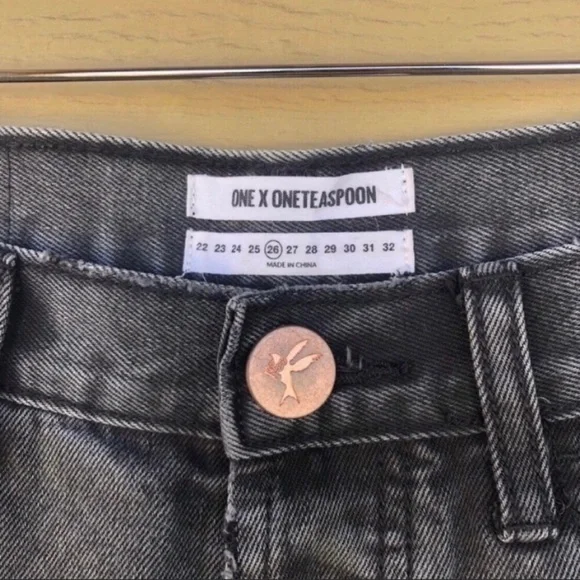 ONE X ONETEASPOON
22 23 24 25 26 27 28 29 30 31 32
MADE IN CHINA